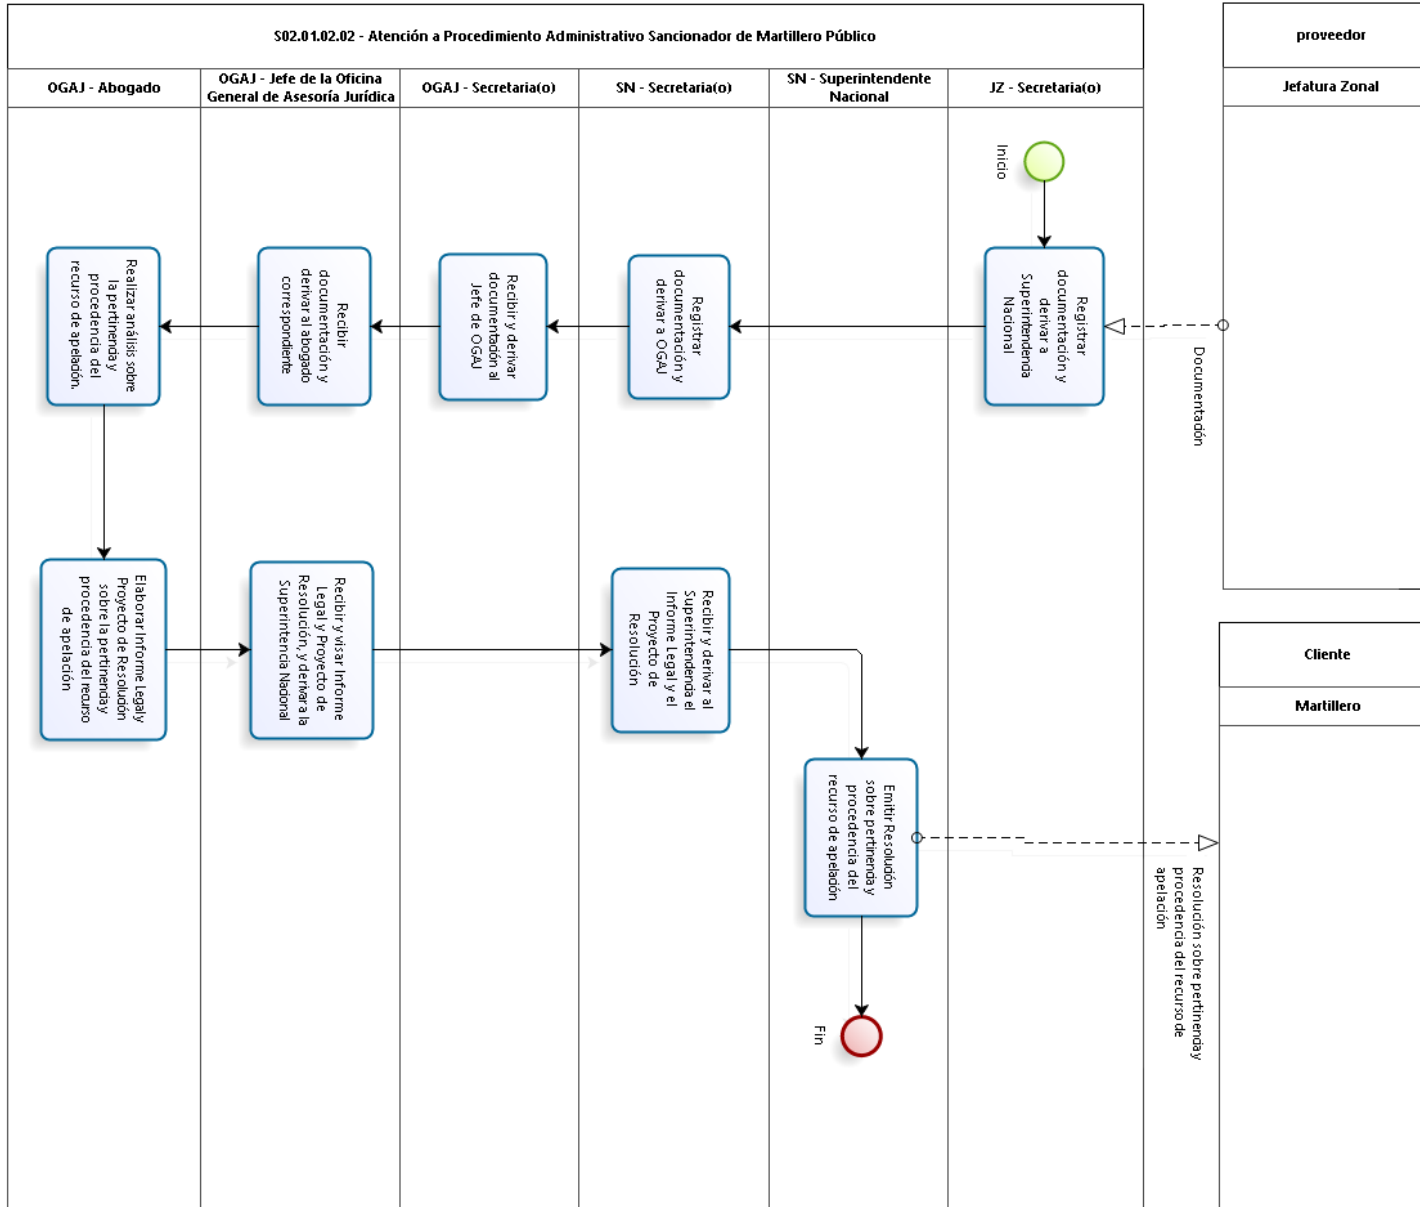 S02.01.02.02 - Atención a Procedimiento Administrativo Sancionador de Martillero Público
proveedor
OGAJ - Abogado
OGAJ - Jefe de la Oficina
General de Asesoría Jurídica
OGAJ - Secretaria(o)
SN - Secretaria(o)
SN - Superintendente
Nacional
JZ - Secretaria(o)
Jefatura Zonal
Inicio
Registrar
documentación y
derivar a
Superintendencia
Nacional
Documentación
Registrar
documentación y
derivar a OGAJ
Recibir y derivar
documentación al
Jefe de OGAJ
Recibir
documentación y
derivar al abogado
correspondiente
Realizar análisis sobre
la pertinencia y
procedencia del
recurso de apelación.
Elaborar Informe Legal y
Proyecto de Resolución
sobre la pertinencia y
procedencia del recurso
de apelación
Recibir y visar Informe
Legal y Proyecto de
Resolución, y derivar a la
Superintencia Nacional
Recibir y derivar al
Superintendencia el
Informe Legal y el
Proyecto de
Resolución
Emitir Resolución
sobre pertinencia y
procedencia del
recurso de apelación
Fin
Cliente
Martillero
Resolución sobre pertinencia y
procedencia del recurso de
apelación